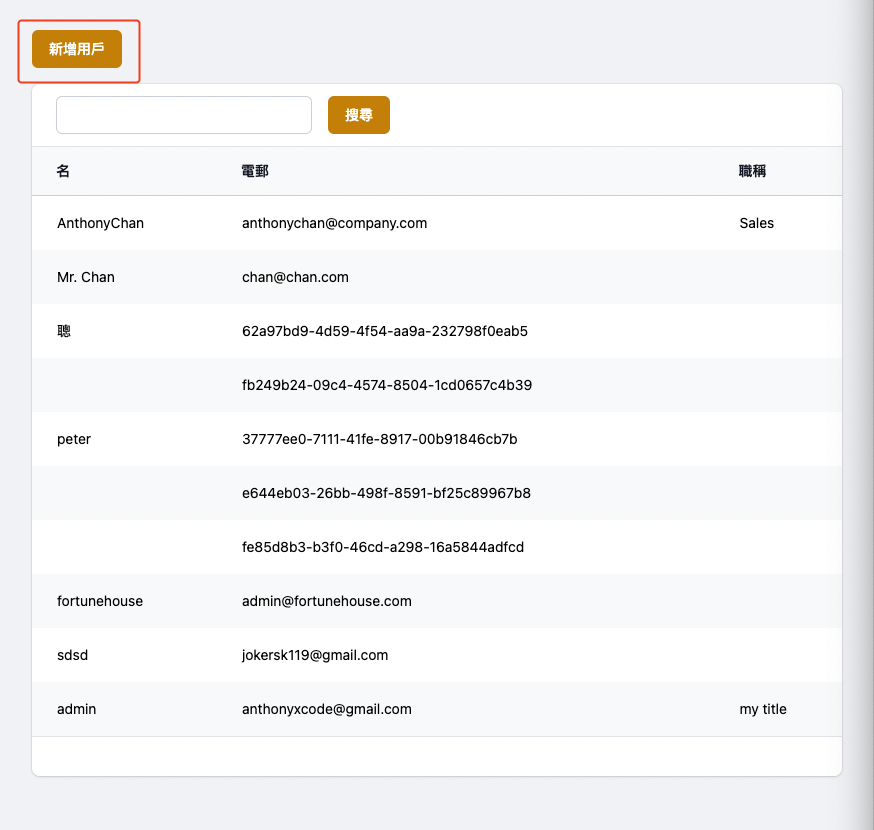 新增用戶
搜尋
名 電郵 職稱
AnthonyChan anthonychan@company.com Sales
Mr. Chan chan@chan.com
聰 62a97bd9-4d59-4f54-aa9a-232798f0eab5
fb249b24-09c4-4574-8504-1cd0657c4b39
peter 37777ee0-7111-41fe-8917-00b91846cb7b
e644eb03-26bb-498f-8591-bf25c89967b8
fe85d8b3-b3f0-46cd-a298-16a5844adfcd
fortunehouse admin@fortunehouse.com
sdsd jokersk119@gmail.com
admin anthonyxcode@gmail.com my title